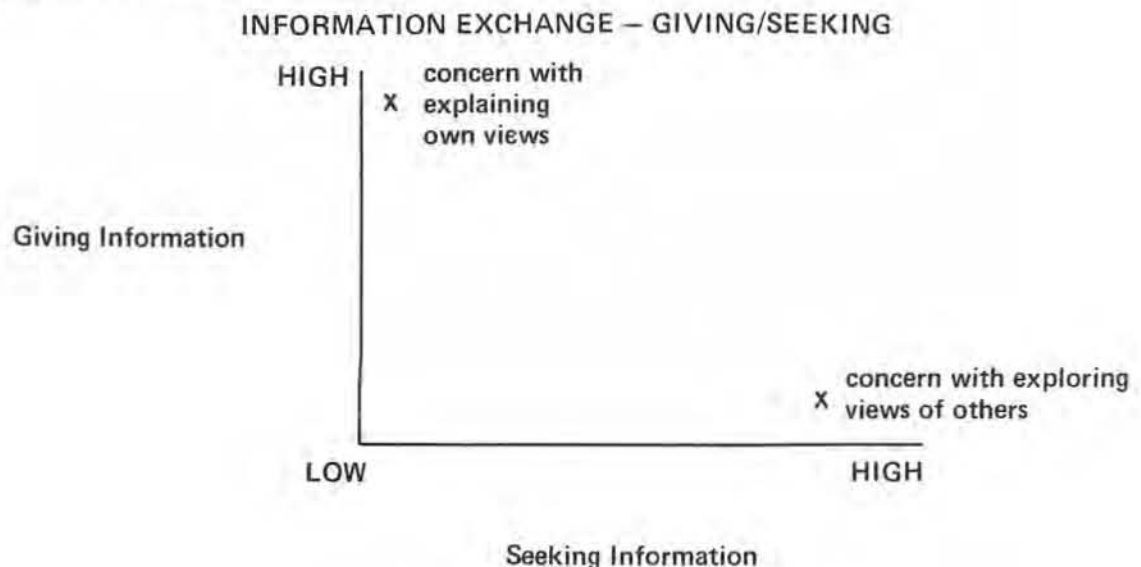 INFORMATION EXCHANGE – GIVING/SEEKING
HIGH
X
concern with
explaining
own views
Giving Information
X
concern with exploring
views of others
LOW
HIGH
Seeking Information